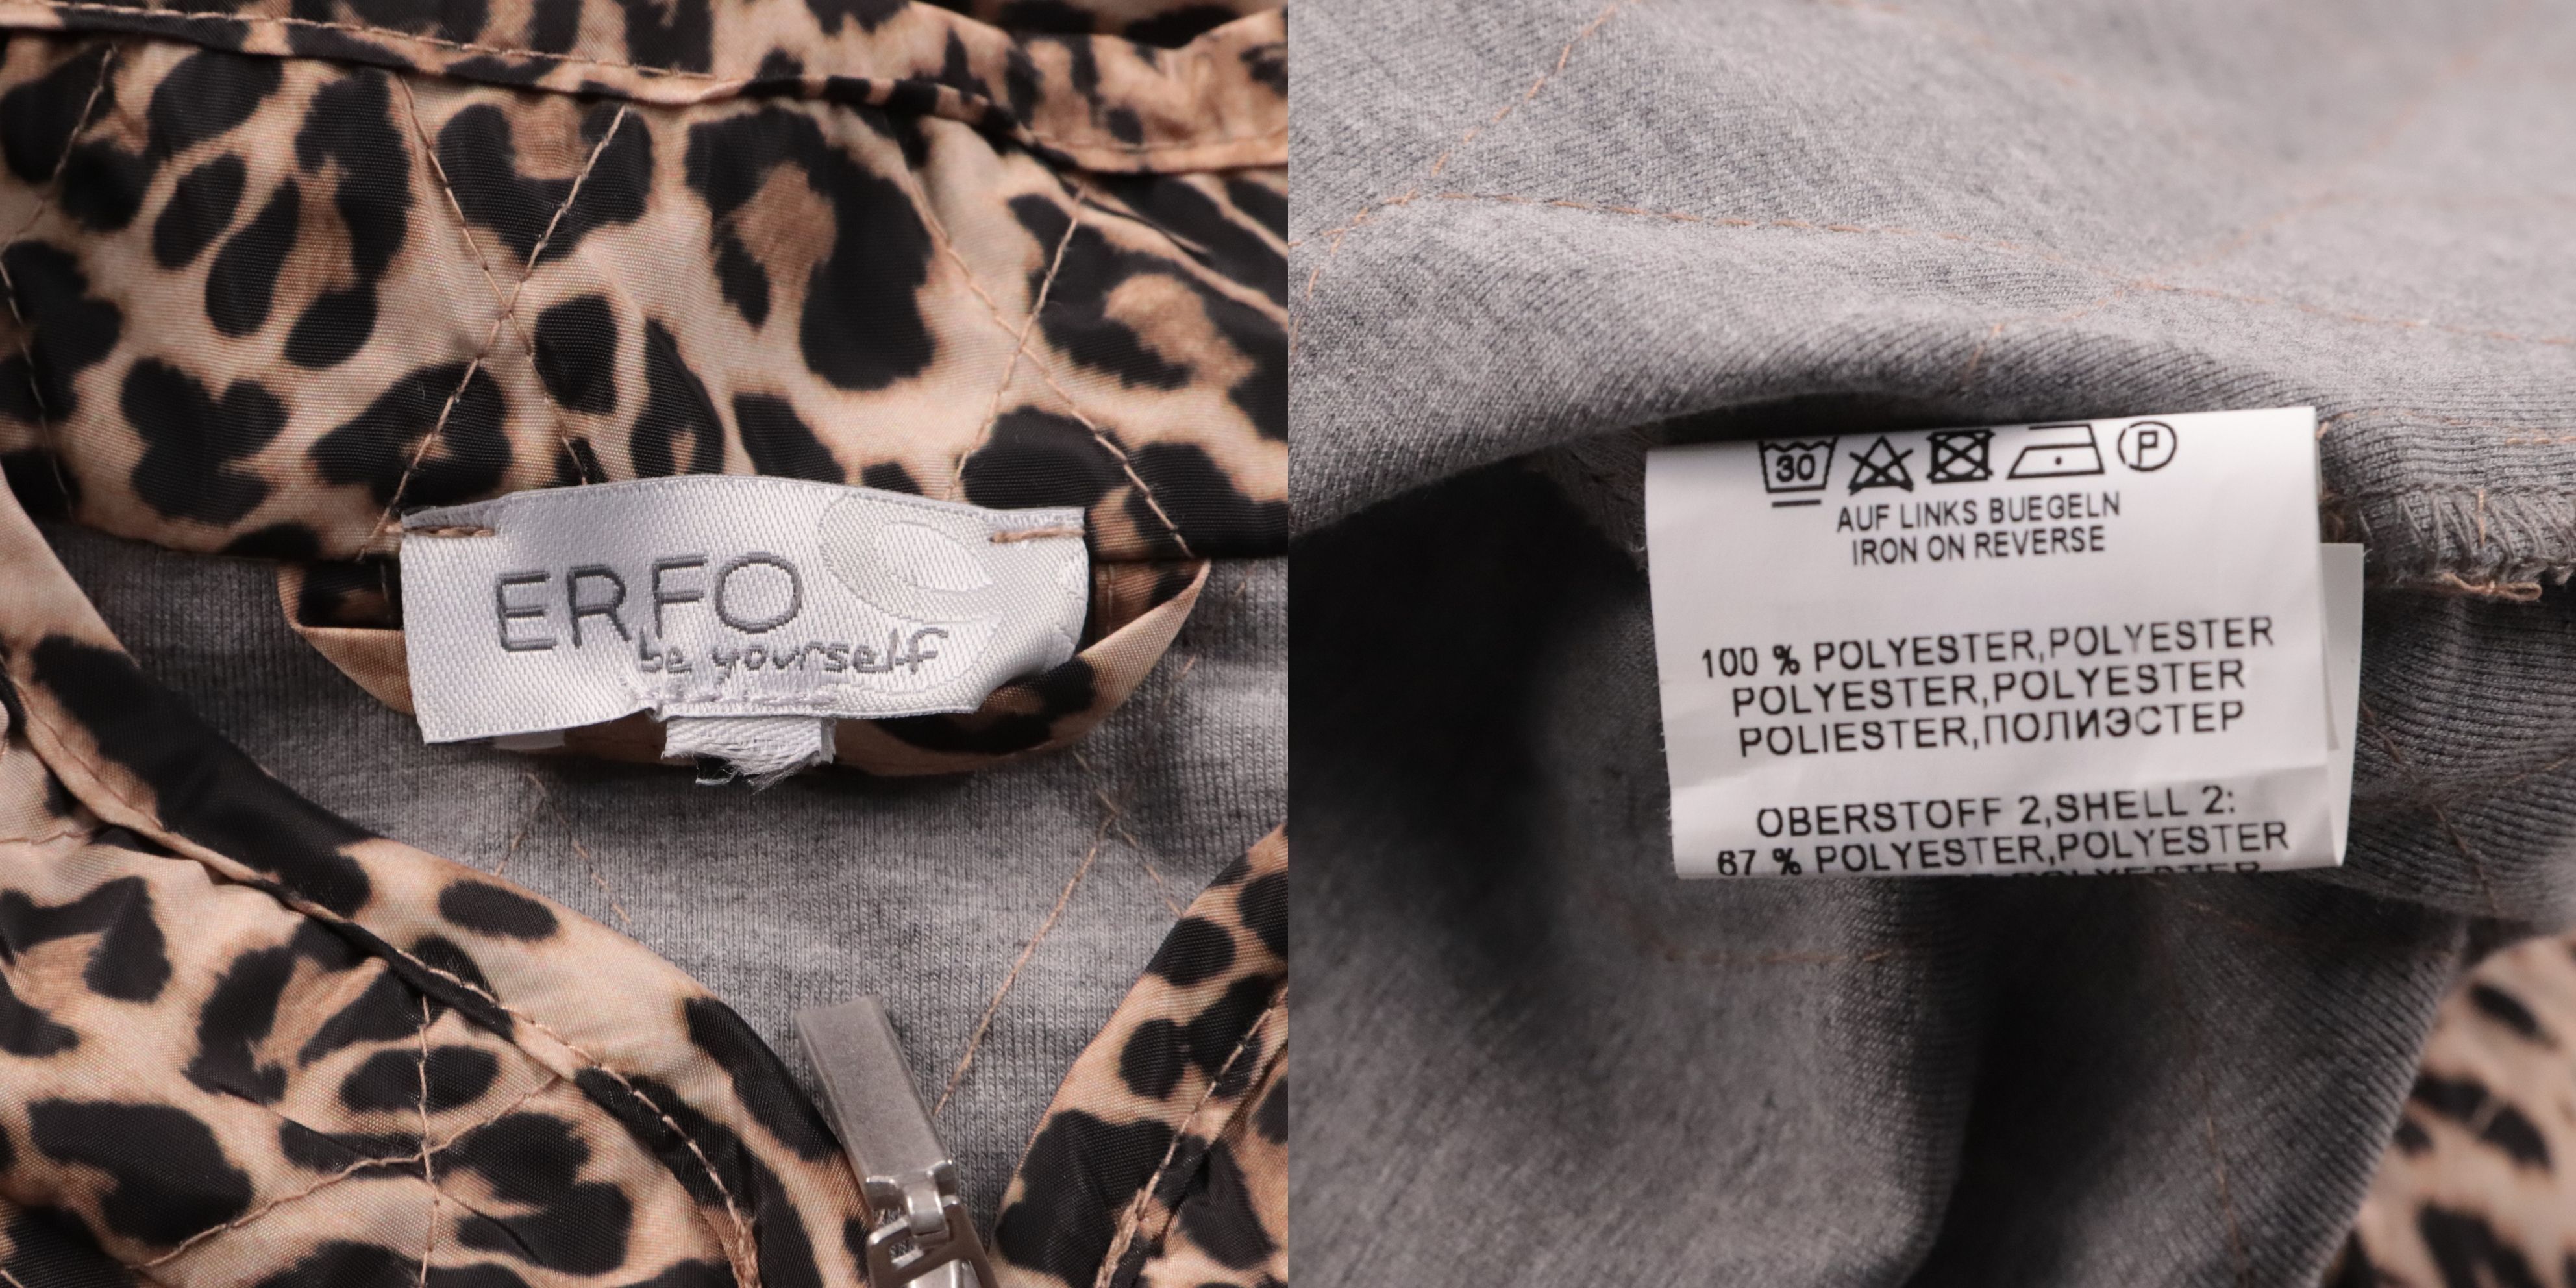 ERFO
be yourself
30
P
AUF LINKS BUEGELN
IRON ON REVERSE
100 % POLYESTER,POLYESTER
POLYESTER,POLYESTER
POLIESTER,ПОЛИЭСТЕР
OBERSTOFF 2,SHELL 2:
67 % POLYESTER,POLYESTER